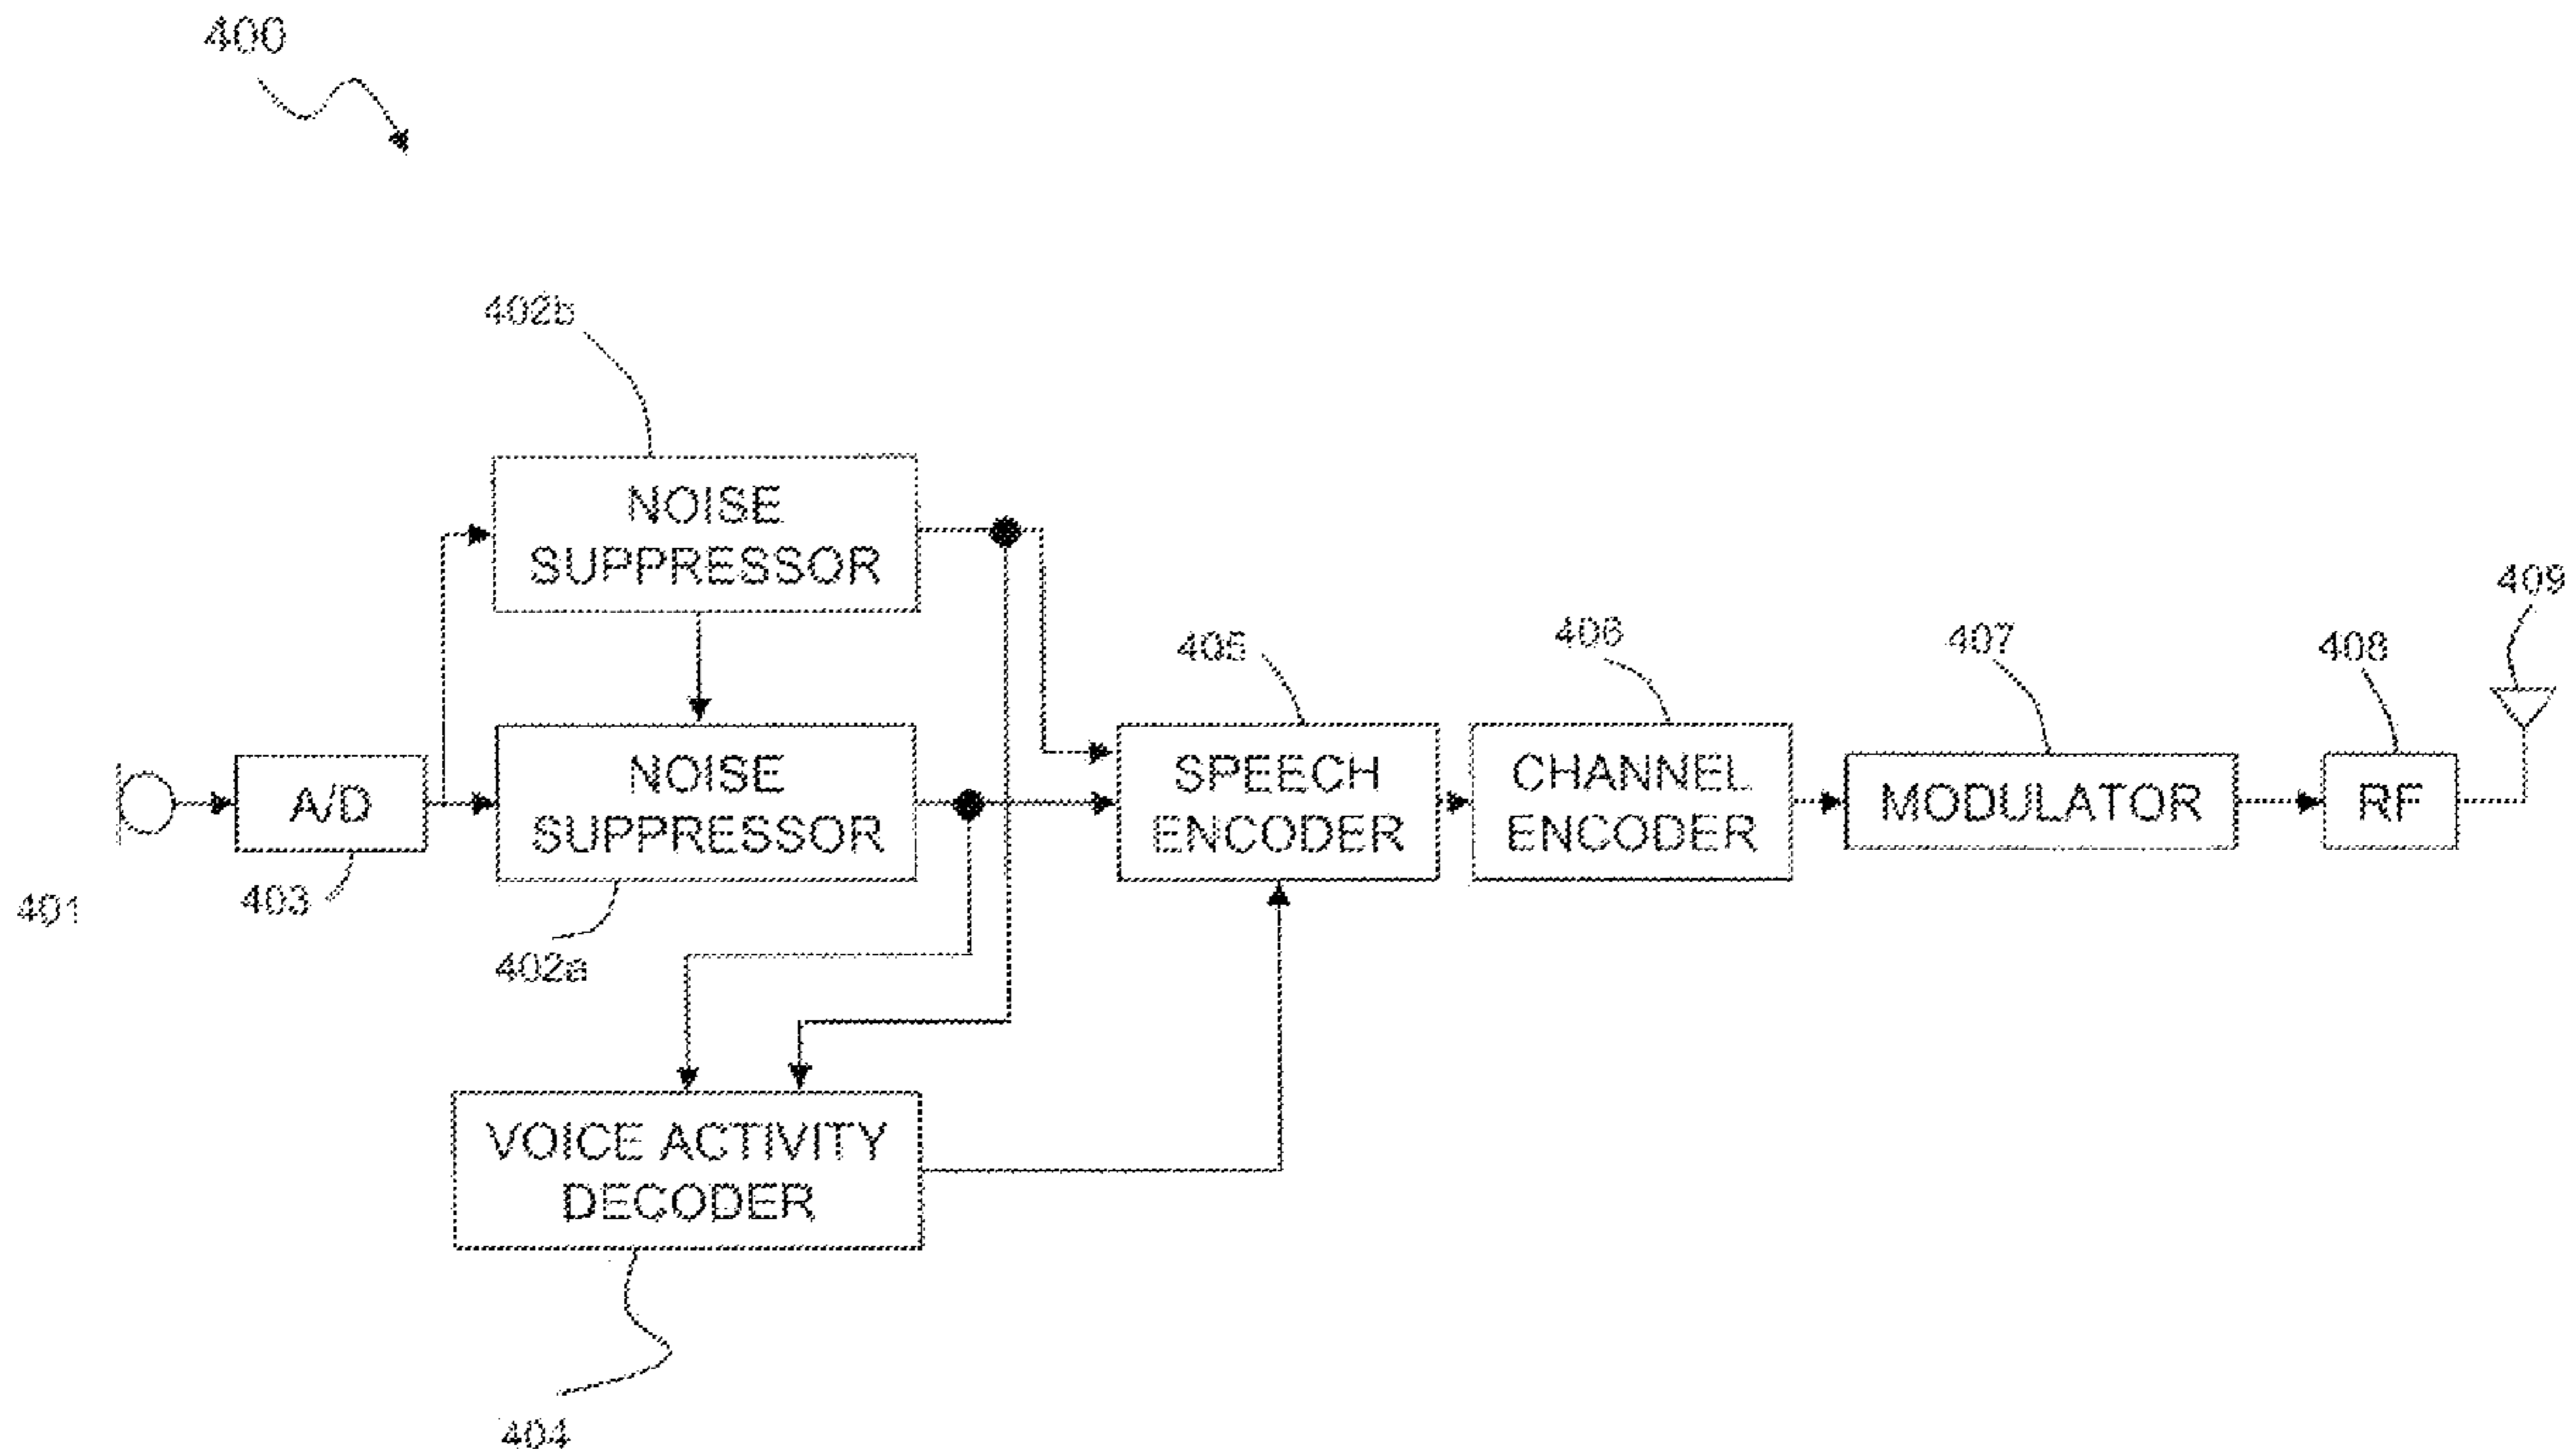 400
402b
NOISE
SUPPRESSOR
409
405
406
407
408
401
A/D
403
NOISE
SUPPRESSOR
402a
SPEECH
ENCODER
CHANNEL
ENCODER
MODULATOR
RF
VOICE ACTIVITY
DECODER
404